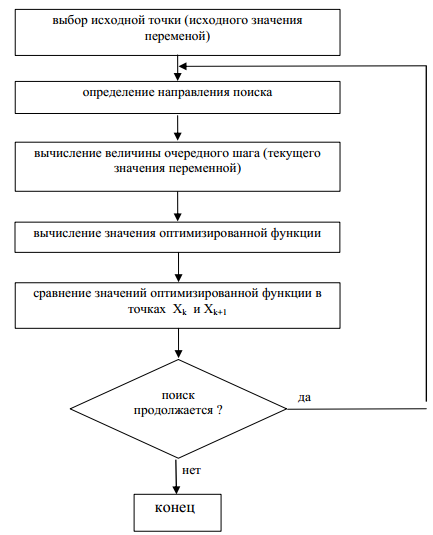 выбор исходной точки (исходного значения
переменой)
определение направления поиска
вычисление величины очередного шага (текущего
значения переменной)
вычисление значения оптимизированной функции
сравнение значений оптимизированной функции в
точках Xk и Xk+1
поиск
продолжается ?
да
нет
конец